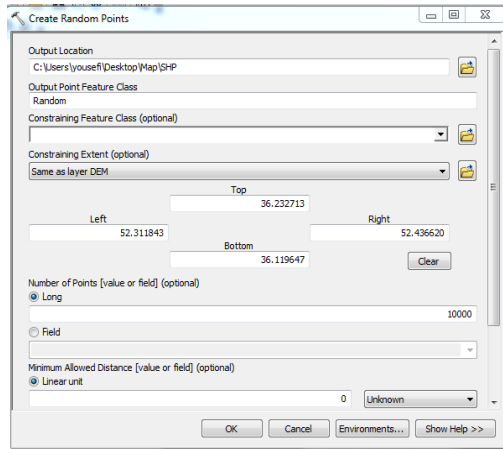 Create Random Points
Output Location
C:\Users\yousefi\Desktop\Map\SHP
Output Point Feature Class
Random
Constraining Feature Class (optional)
Constraining Extent (optional)
Same as layer DEM
Top
36.232713
Left Right
52.311843 52.436620
Bottom
36.119647 Clear
Number of Points [value or field] (optional)
Long
10000
Field
Minimum Allowed Distance [value or field] (optional)
Linear unit
0 Unknown
OK Cancel Environments... Show Help >>